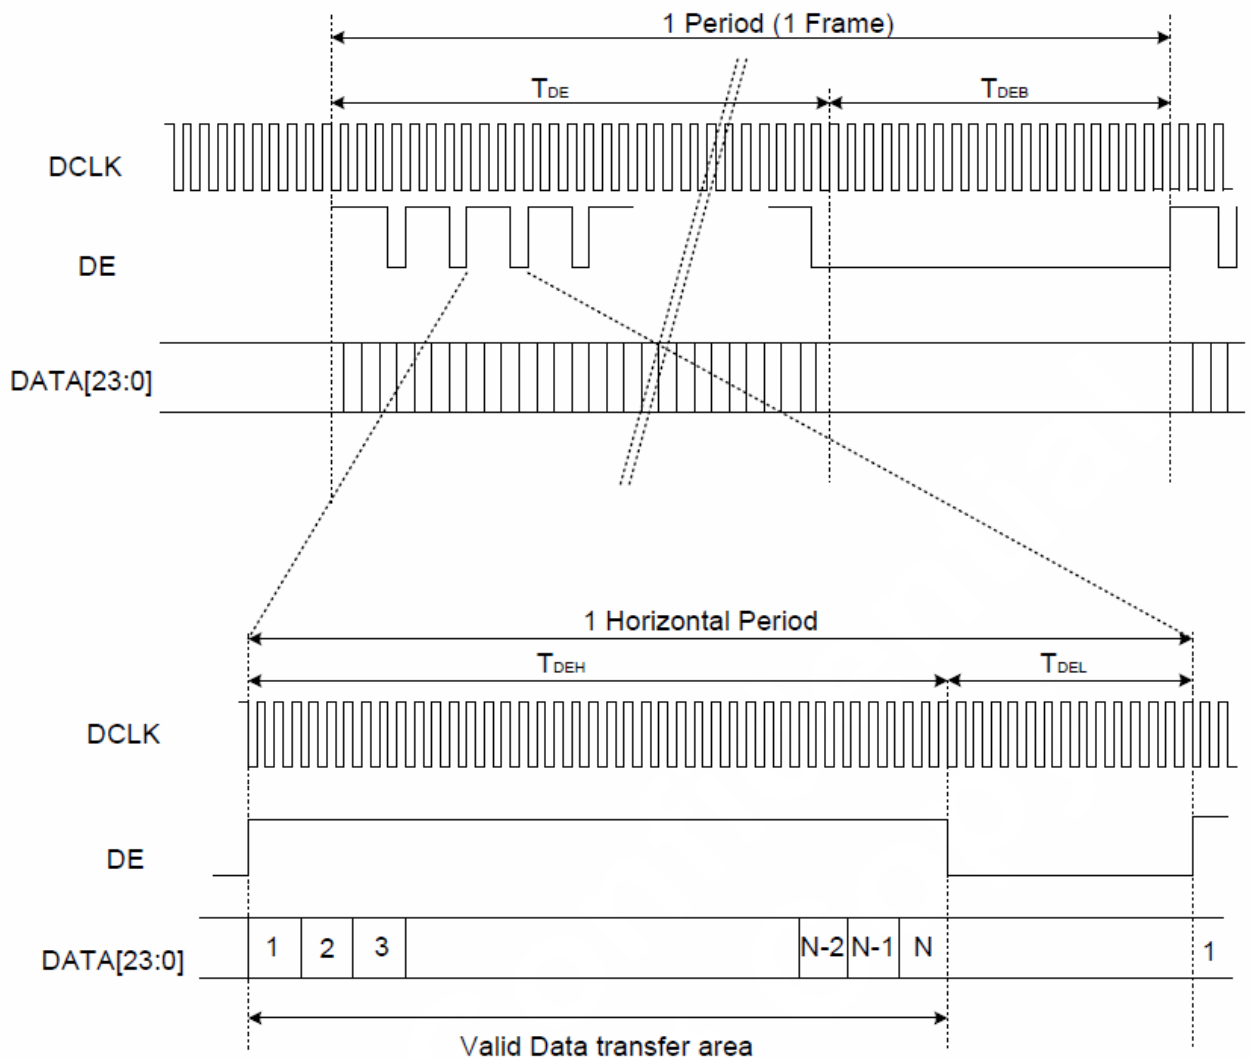 1 Period (1 Frame)
TDE
TDEB
DCLK
DE
DATA[23:0]
1 Horizontal Period
TDEH
TDEL
DCLK
DE
1 2 3 N-2 N-1 N 1
DATA[23:0]
Valid Data transfer area